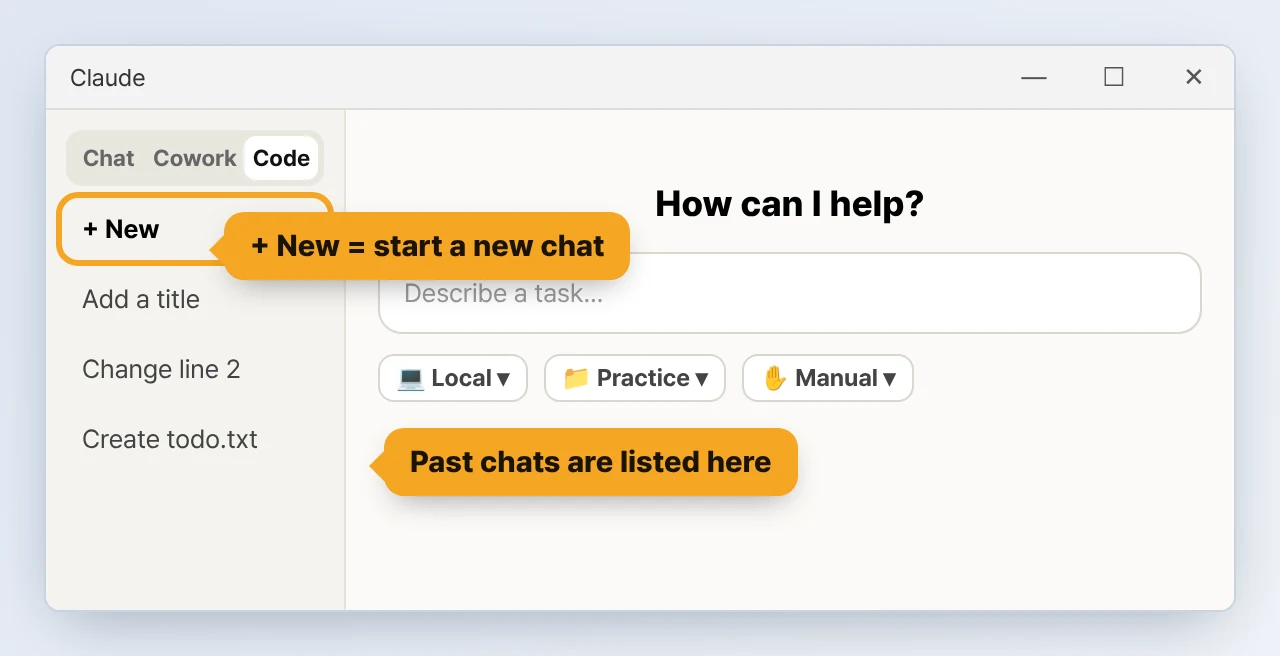 Claude
Chat Cowork Code
+ New
+ New = start a new chat
Add a title
Change line 2
Create todo.txt
How can I help?
Describe a task...
Local
Practice
Manual
Past chats are listed here